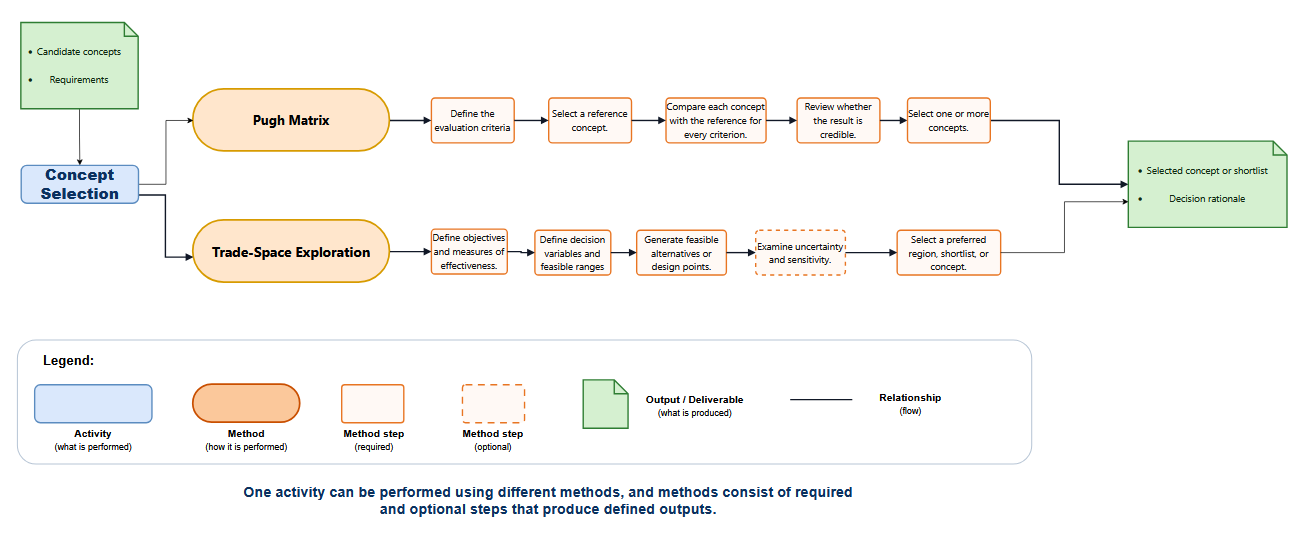 • Candidate concepts
• Requirements
Concept
Selection
Pugh Matrix
Define the
evaluation criteria
Select a reference
concept.
Compare each concept
with the reference for
every criterion.
Review whether
the result is
credible.
Select one or more
concepts.
• Selected concept or shortlist
• Decision rationale
Trade-Space Exploration
Define objectives
and measures of
effectiveness.
Define decision
variables and
feasible ranges
Generate feasible
alternatives or
design points.
Examine uncertainty
and sensitivity.
Select a preferred
region, shortlist, or
concept.
Legend:
Activity
(what is performed)
Method
(how it is performed)
Method step
(required)
Method step
(optional)
Output / Deliverable
(what is produced)
Relationship
(flow)
One activity can be performed using different methods, and methods consist of required
and optional steps that produce defined outputs.